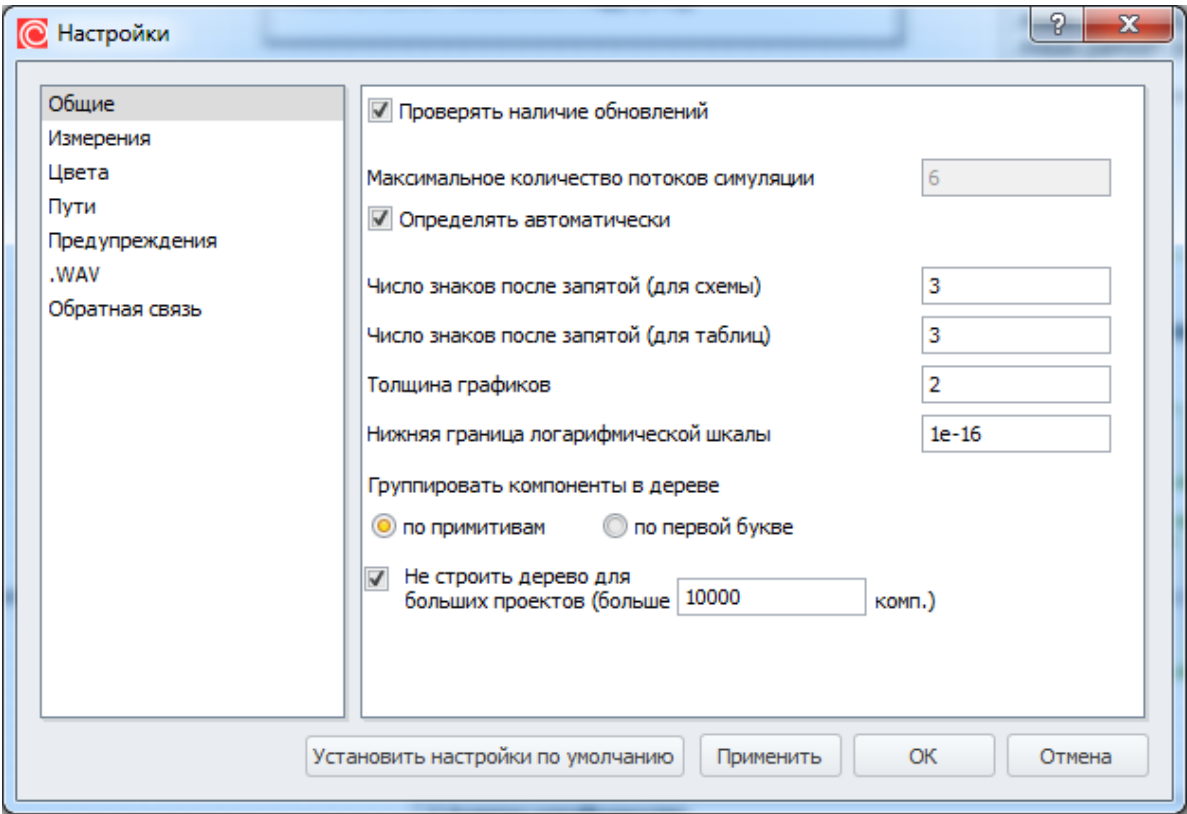 Настройки
Общие
Измерения
Цвета
Пути
Предупреждения
.WAV
Обратная связь
Проверять наличие обновлений
Максимальное количество потоков симуляции 6
Определять автоматически
Число знаков после запятой (для схемы) 3
Число знаков после запятой (для таблиц) 3
Толщина графиков 2
Нижняя граница логарифмической шкалы 1e-16
Группировать компоненты в дереве
по примитивам по первой букве
Не строить дерево для
больших проектов (больше 10000 комп.)
Установить настройки по умолчанию Применить ОК Отмена